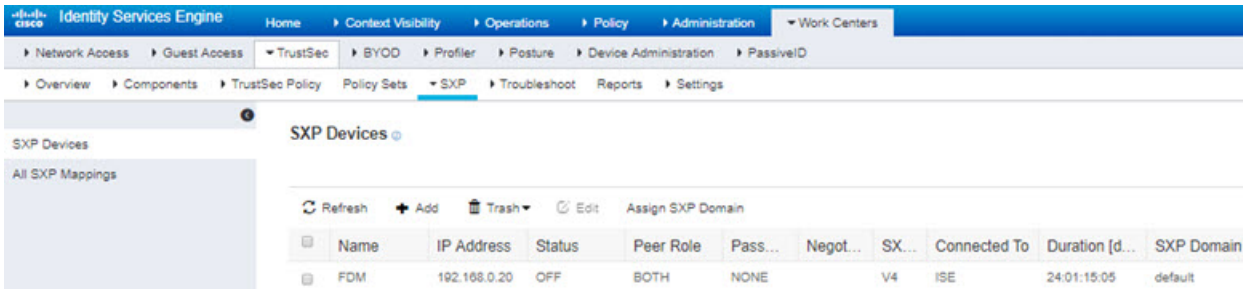 cisco Identity Services Engine Home Context Visibility Operations Policy Administration Work Centers
Network Access Guest Access TrustSec BYOD Profiler Posture Device Administration PassiveID
Overview Components TrustSec Policy Policy Sets SXP Troubleshoot Reports Settings
SXP Devices
All SXP Mappings
SXP Devices
Refresh Add Trash Edit Assign SXP Domain
Name IP Address Status Peer Role Pass... Negot... SX... Connected To Duration [d... SXP Domain
FDM 192.168.0.20 OFF BOTH NONE V4 ISE 24:01:15:05 default